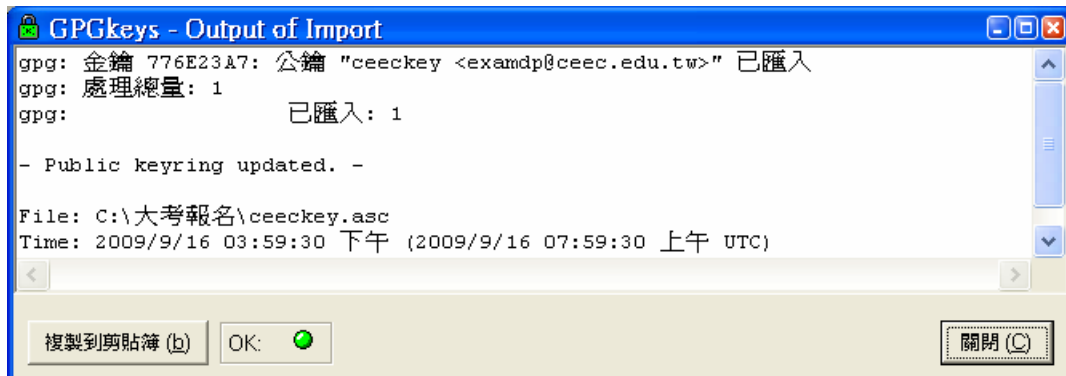 GPGkeys - Output of Import
gpg: 金鑰 776E23A7: 公鑰 "ceeckey <examdp@ceec.edu.tw>" 已匯入
gpg: 處理總量: 1
gpg: 已匯入: 1
- Public keyring updated. -
File: C:\大考報名\ceeckey.asc
Time: 2009/9/16 03:59:30 下午 (2009/9/16 07:59:30 上午 UTC)
複製到剪貼簿 (b) OK: 關閉 (C)